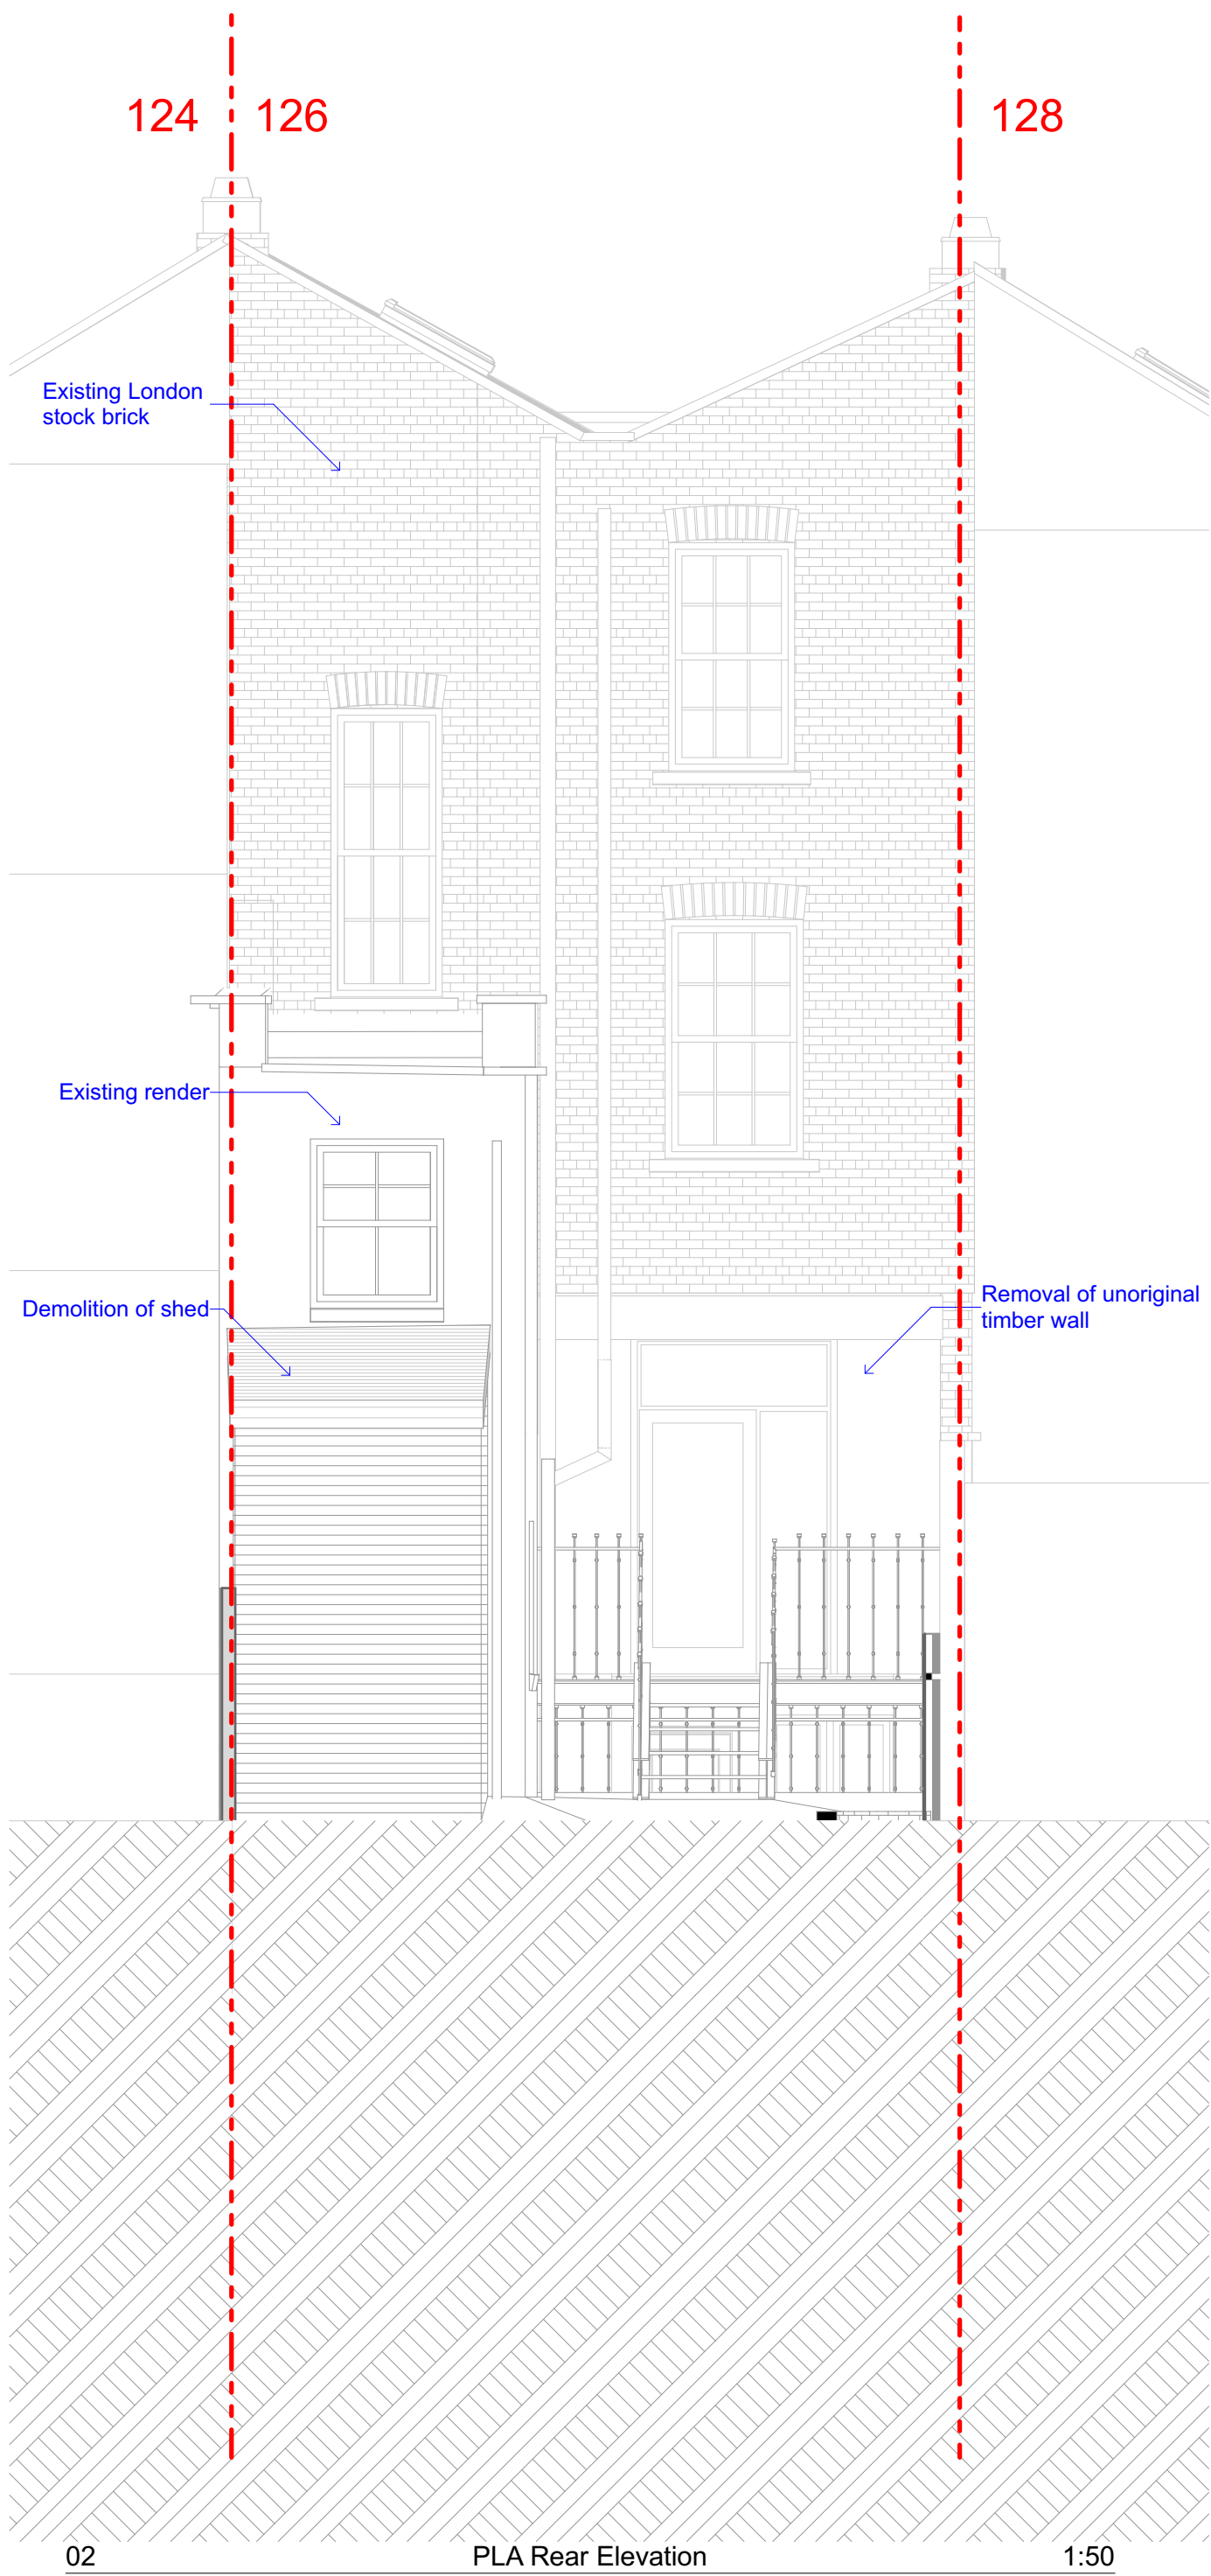 124 126 128
Existing London
stock brick
Existing render
Demolition of shed
Removal of unoriginal
timber wall
02 PLA Rear Elevation 1:50